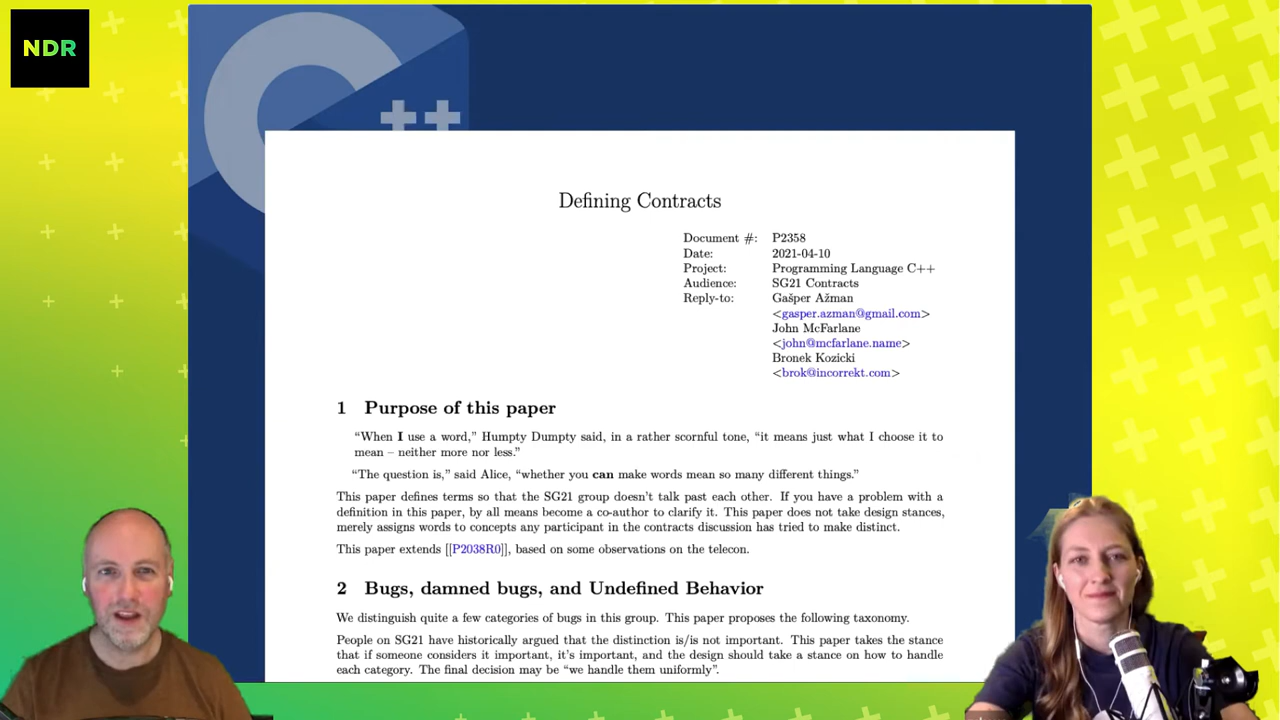 NDR
++
Defining Contracts
Document #: P2358
Date: 2021-04-10
Project: Programming Language C++
Audience: SG21 Contracts
Reply-to: Gašper Ažman
<gasper.azman@gmail.com>
John McFarlane
<john@mcfarlane.name>
Bronek Kozicki
<brok@incorrekt.com>
1 Purpose of this paper
“When I use a word,” Humpty Dumpty said, in a rather scornful tone, “it means just what I choose it to
mean – neither more nor less.”
“The question is,” said Alice, “whether you can make words mean so many different things.”
This paper defines terms so that the SG21 group doesn’t talk past each other. If you have a problem with a
definition in this paper, by all means become a co-author to clarify it. This paper does not take design stances,
merely assigns words to concepts any participant in the contracts discussion has tried to make distinct.
This paper extends [[P2038R0]], based on some observations on the telecon.
2 Bugs, damned bugs, and Undefined Behavior
We distinguish quite a few categories of bugs in this group. This paper proposes the following taxonomy.
People on SG21 have historically argued that the distinction is/is not important. This paper takes the stance
that if someone considers it important, it’s important, and the design should take a stance on how to handle
each category. The final decision may be “we handle them uniformly”.